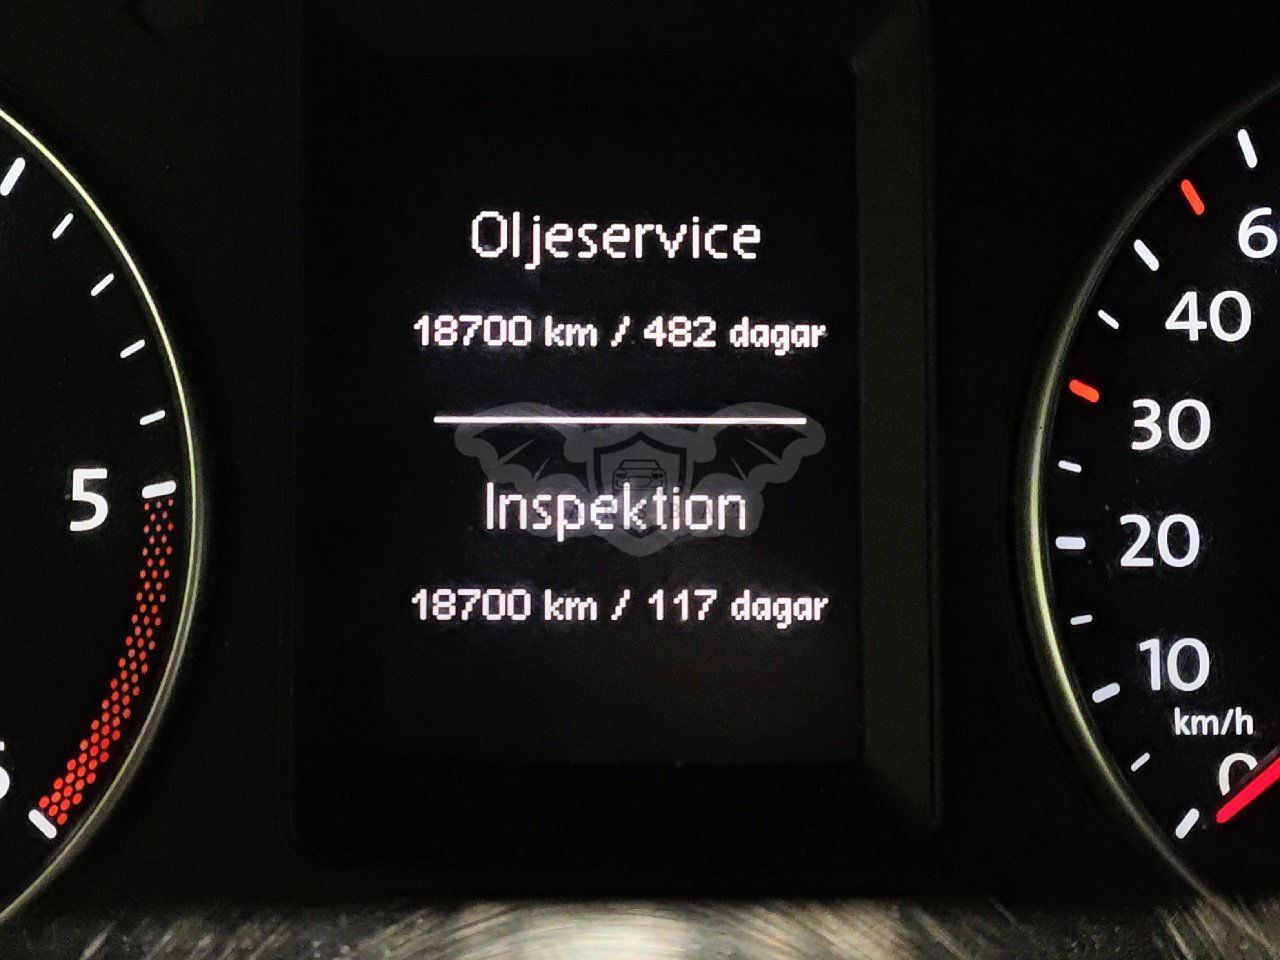 Oljeservice
18700 km / 482 dagar
Inspektion
18700 km / 117 dagar
5
6
40
30
20
10
km/h
0